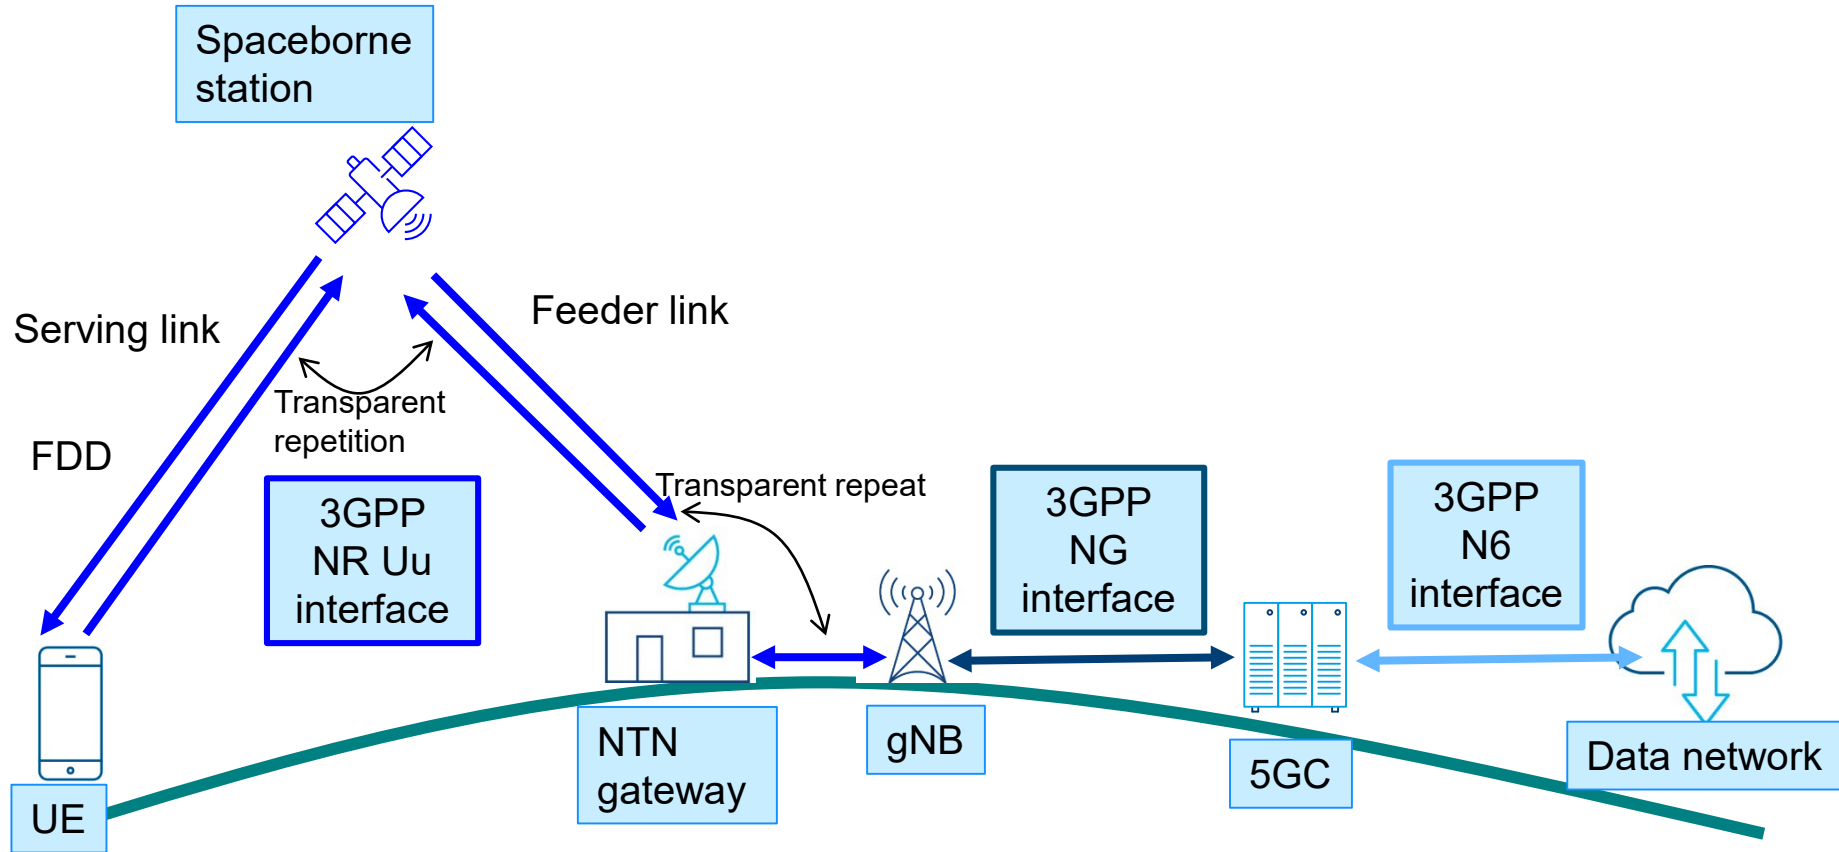 Spaceborne
station
Serving link
Feeder link
Transparent
repetition
FDD
3GPP
NR Uu
interface
Transparent repeat
3GPP
NG
interface
3GPP
N6
interface
UE
NTN
gateway
gNB
5GC
Data network